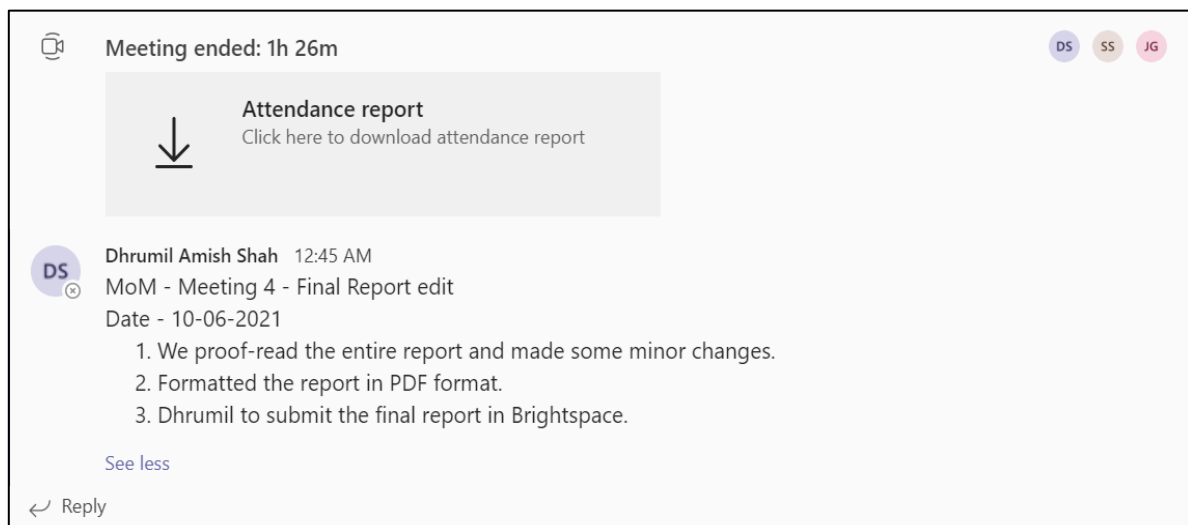 Meeting ended: 1h 26m
DS SS JG
Attendance report
Click here to download attendance report
DS
Dhrumil Amish Shah 12:45 AM
MoM - Meeting 4 - Final Report edit
Date - 10-06-2021
1. We proof-read the entire report and made some minor changes.
2. Formatted the report in PDF format.
3. Dhrumil to submit the final report in Brightspace.
See less
Reply